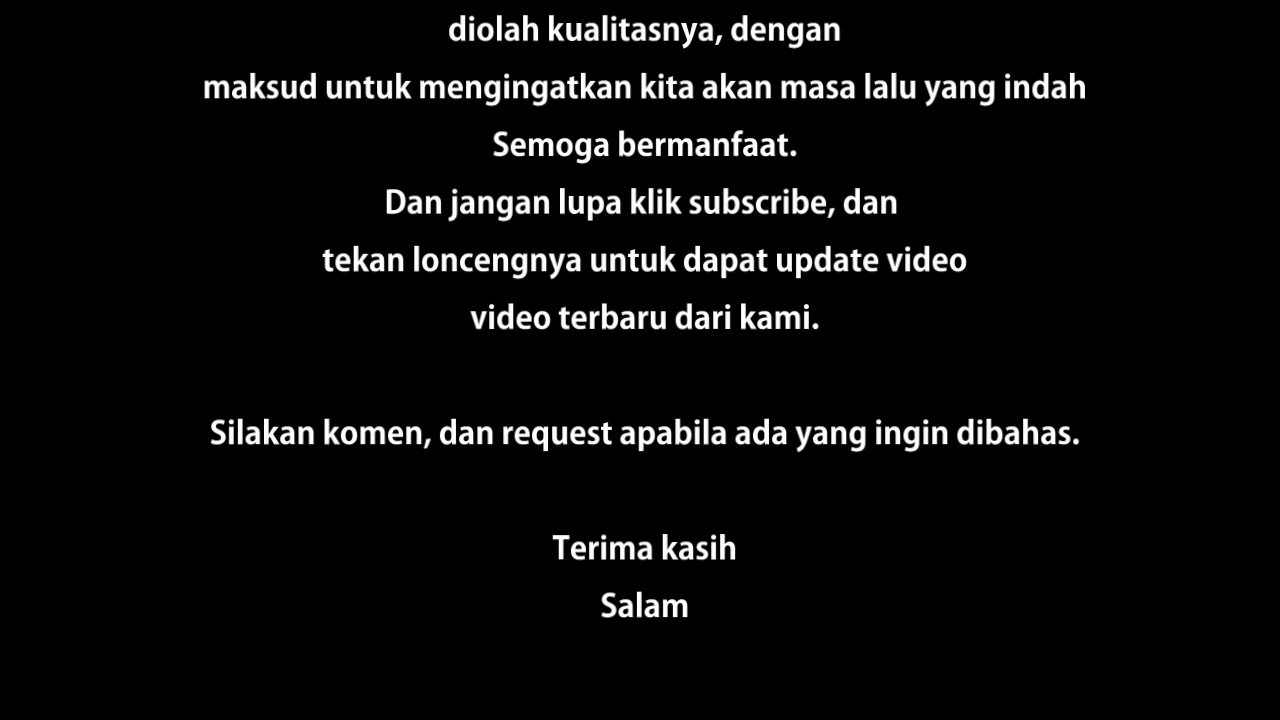 diolah kualitasnya, dengan
maksud untuk mengingatkan kita akan masa lalu yang indah
Semoga bermanfaat.
Dan jangan lupa klik subscribe, dan
tekan loncengnya untuk dapat update video
video terbaru dari kami.
Silakan komen, dan request apabila ada yang ingin dibahas.
Terima kasih
Salam